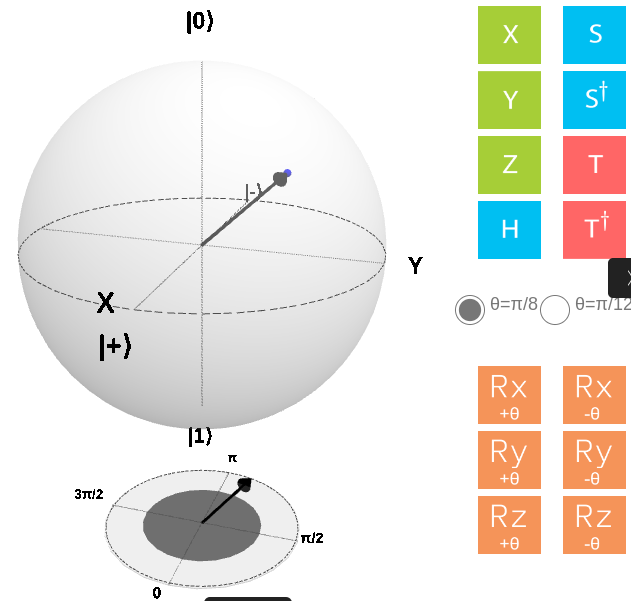 |0⟩
|-⟩
X
|+⟩
Y
|1⟩
π
3π/2
π/2
0
X
S
Y
S†
Z
T
H
T†
θ=π/8
θ=π/12
Rx
+θ
Rx
-θ
Ry
+θ
Ry
-θ
Rz
+θ
Rz
-θ